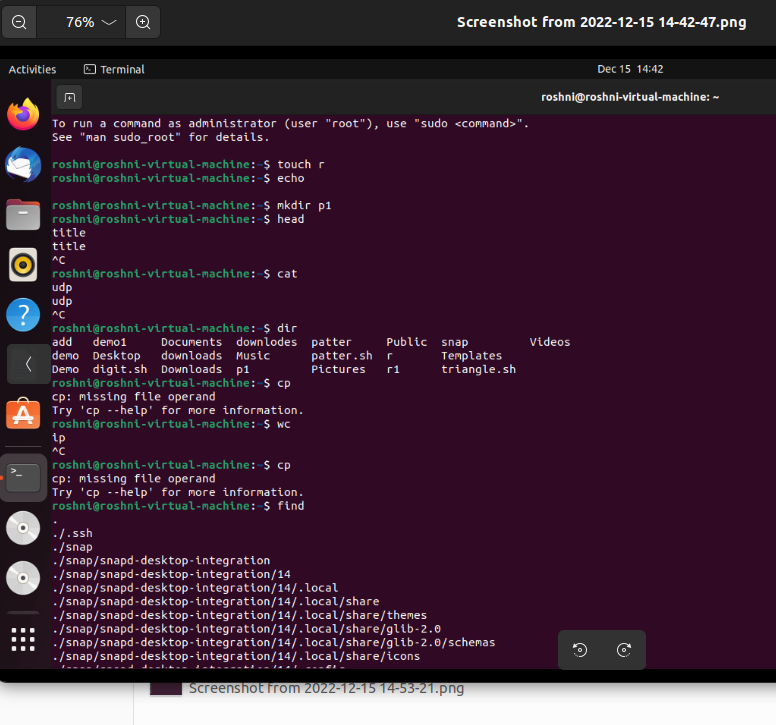 76%
Screenshot from 2022-12-15 14-42-47.png
Activities Terminal Dec 15 14:42
roshni@roshni-virtual-machine: ~
To run a command as administrator (user "root"), use "sudo <command>".
See "man sudo_root" for details.
roshni@roshni-virtual-machine:~$ touch r
roshni@roshni-virtual-machine:~$ echo
roshni@roshni-virtual-machine:~$ mkdir p1
roshni@roshni-virtual-machine:~$ head
title
title
^C
roshni@roshni-virtual-machine:~$ cat
udp
udp
^C
roshni@roshni-virtual-machine:~$ dir
add demo1 Documents downlodes patter Public snap Videos
demo Desktop downloads Music patter.sh r Templates
Demo digit.sh Downloads p1 Pictures r1 triangle.sh
roshni@roshni-virtual-machine:~$ cp
cp: missing file operand
Try 'cp --help' for more information.
roshni@roshni-virtual-machine:~$ wc
ip
^C
roshni@roshni-virtual-machine:~$ cp
cp: missing file operand
Try 'cp --help' for more information.
roshni@roshni-virtual-machine:~$ find
.
./.ssh
./snap
./snap/snapd-desktop-integration
./snap/snapd-desktop-integration/14
./snap/snapd-desktop-integration/14/.local
./snap/snapd-desktop-integration/14/.local/share
./snap/snapd-desktop-integration/14/.local/share/themes
./snap/snapd-desktop-integration/14/.local/share/glib-2.0
./snap/snapd-desktop-integration/14/.local/share/glib-2.0/schemas
./snap/snapd-desktop-integration/14/.local/share/icons
Screenshot from 2022-12-15 14-53-21.png